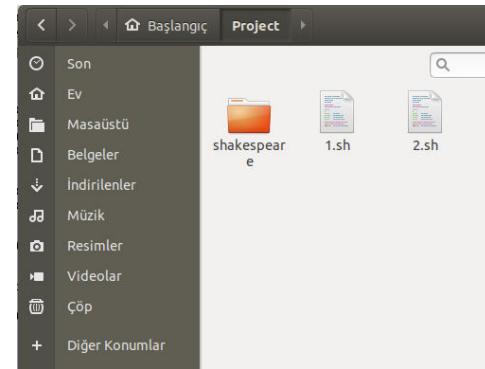 Başlangıç Project
Son
Ev
Masaüstü
Belgeler
İndirilenler
Müzik
Resimler
Videolar
Çöp
Diğer Konumlar
shakespear
e
1.sh
2.sh